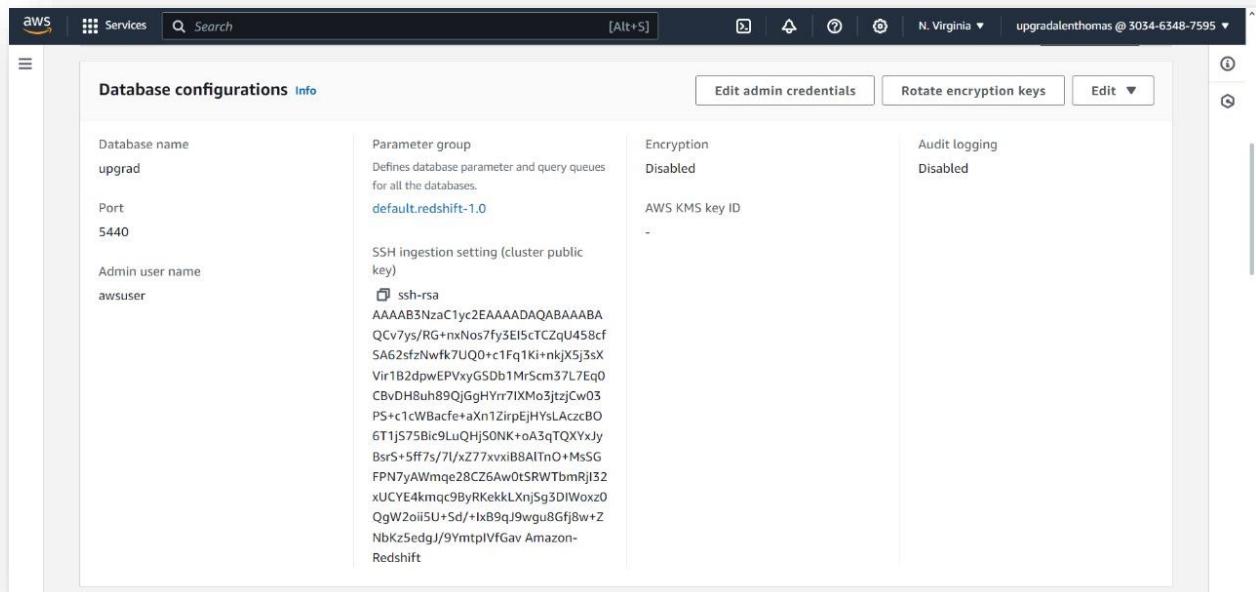 aws Services Search [Alt+S] N. Virginia ▼ upgradalenthomas @ 3034-6348-7595 ▼
Database configurations Info Edit admin credentials Rotate encryption keys Edit ▼
Database name
upgrad
Port
5440
Admin user name
awsuser
Parameter group
Defines database parameter and query queues
for all the databases.
default.redshift-1.0
SSH ingestion setting (cluster public
key)
ssh-rsa
AAAAB3NzaC1yc2EAAAADAQABAAABA
QCv7ys/RG+nxNos7fy3EI5cTCZqU458cf
SA62sfzNwfk7UQ0+c1Fq1Ki+nkjX5j3sX
Vir1B2dpwEPVxyGSDb1MrScm37L7Eq0
CBvDH8uh89QjGgHYrr7IXMo3jtzjCw03
PS+c1cWBacfe+aXn1ZirpEjHYsLAczcBO
6T1jS75Bic9LuQHjS0NK+oA3qTQXYxJy
BsrS+5ff7s/7l/xZ77xvxiB8AlTnO+MsSG
FPN7yAWmqe28CZ6Aw0tSRWTbmRjI32
xUCYE4kmqc9ByRKekkLXnjSg3DIWoxz0
QgW2oii5U+Sd/+IxB9qJ9wgu8Gfj8w+Z
NbKz5edgJ/9YmtpIVfGav Amazon-
Redshift
Encryption
Disabled
AWS KMS key ID
-
Audit logging
Disabled